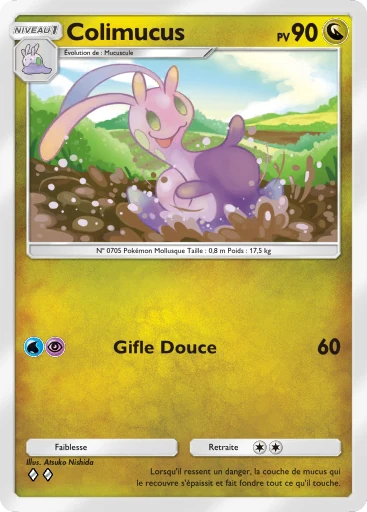 NIVEAU 1
Colimucus
PV 90
Évolution de : Mucuscule
N° 0705 Pokémon Mollusque Taille : 0,8 m Poids : 17,5 kg
Gifle Douce 60
Faiblesse
Retraite
Illus. Atsuko Nishida
Lorsqu'il ressent un danger, la couche de mucus qui
le recouvre s'épaissit et fait fondre tout ce qu'il touche.